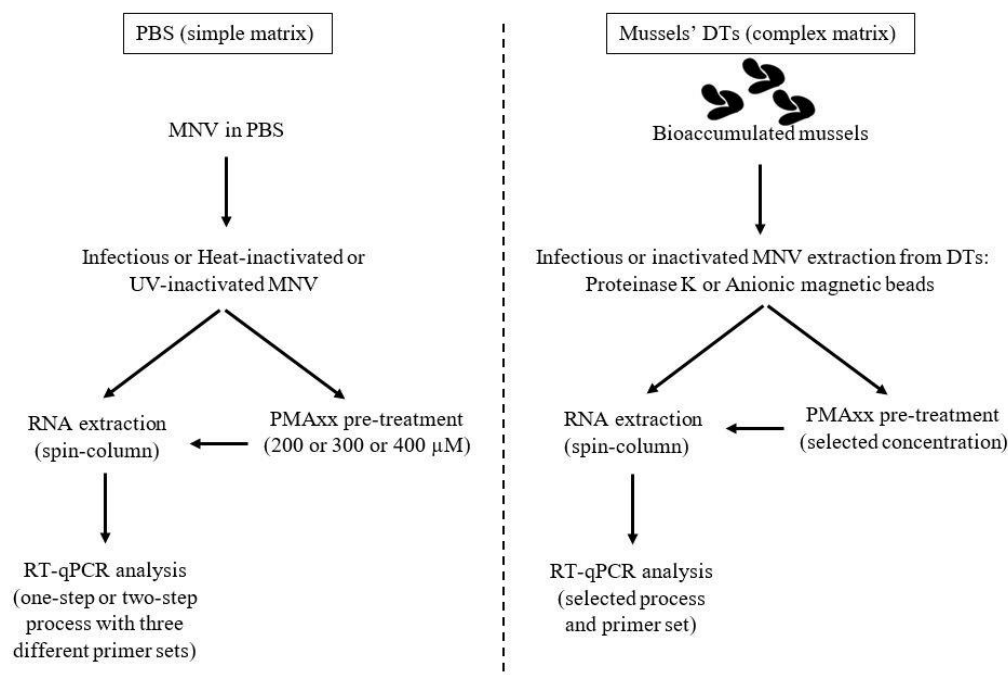 PBS (simple matrix)
MNV in PBS
Infectious or Heat-inactivated or
UV-inactivated MNV
RNA extraction
(spin-column)
PMAxx pre-treatment
(200 or 300 or 400 µM)
RT-qPCR analysis
(one-step or two-step
process with three
different primer sets)
Mussels’ DTs (complex matrix)
Bioaccumulated mussels
Infectious or inactivated MNV extraction from DTs:
Proteinase K or Anionic magnetic beads
RNA extraction
(spin-column)
PMAxx pre-treatment
(selected concentration)
RT-qPCR analysis
(selected process
and primer set)